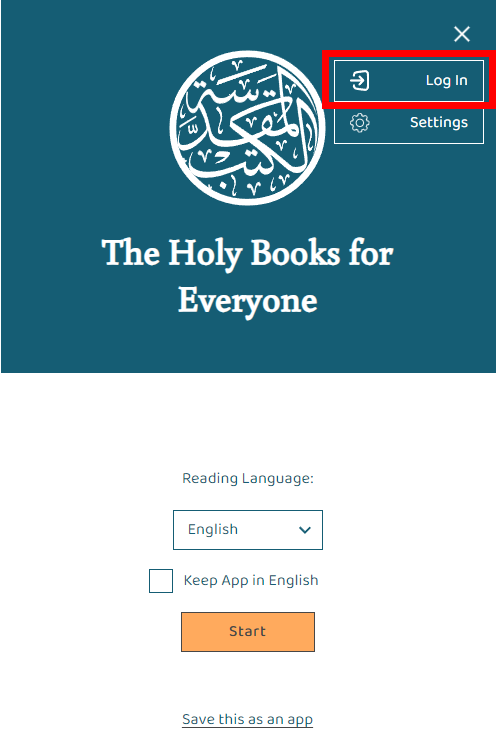 Log In
Settings
الكتب المقدسة
The Holy Books for
Everyone
Reading Language:
English
Keep App in English
Start
Save this as an app